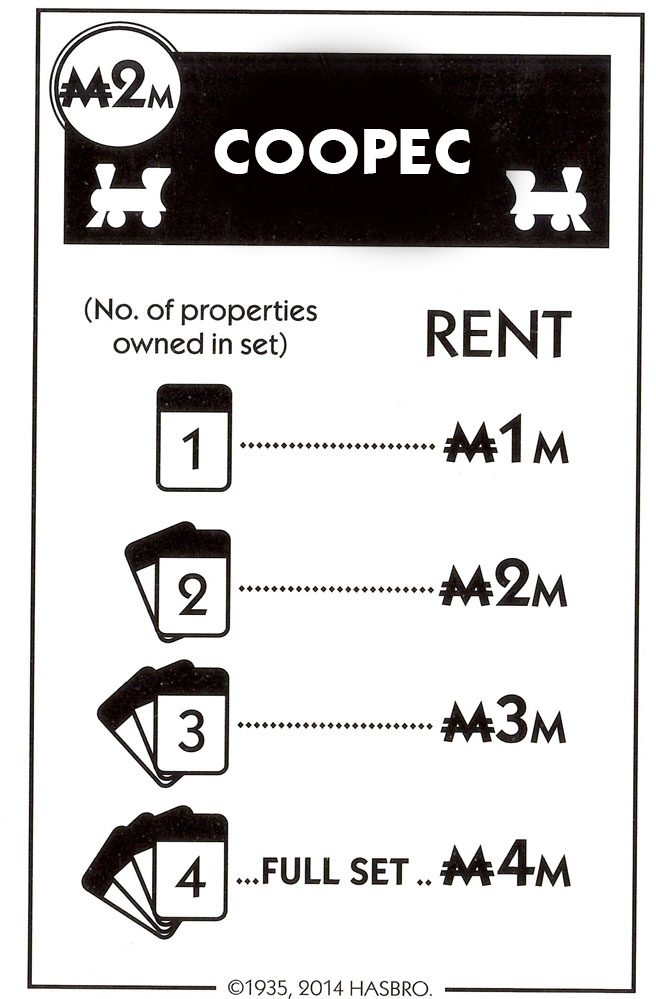 ₩2M
COOPEC
(No. of properties
owned in set)
RENT
1 ₩1M
2 ₩2M
3 ₩3M
4 ...FULL SET .. ₩4M
©1935, 2014 HASBRO.